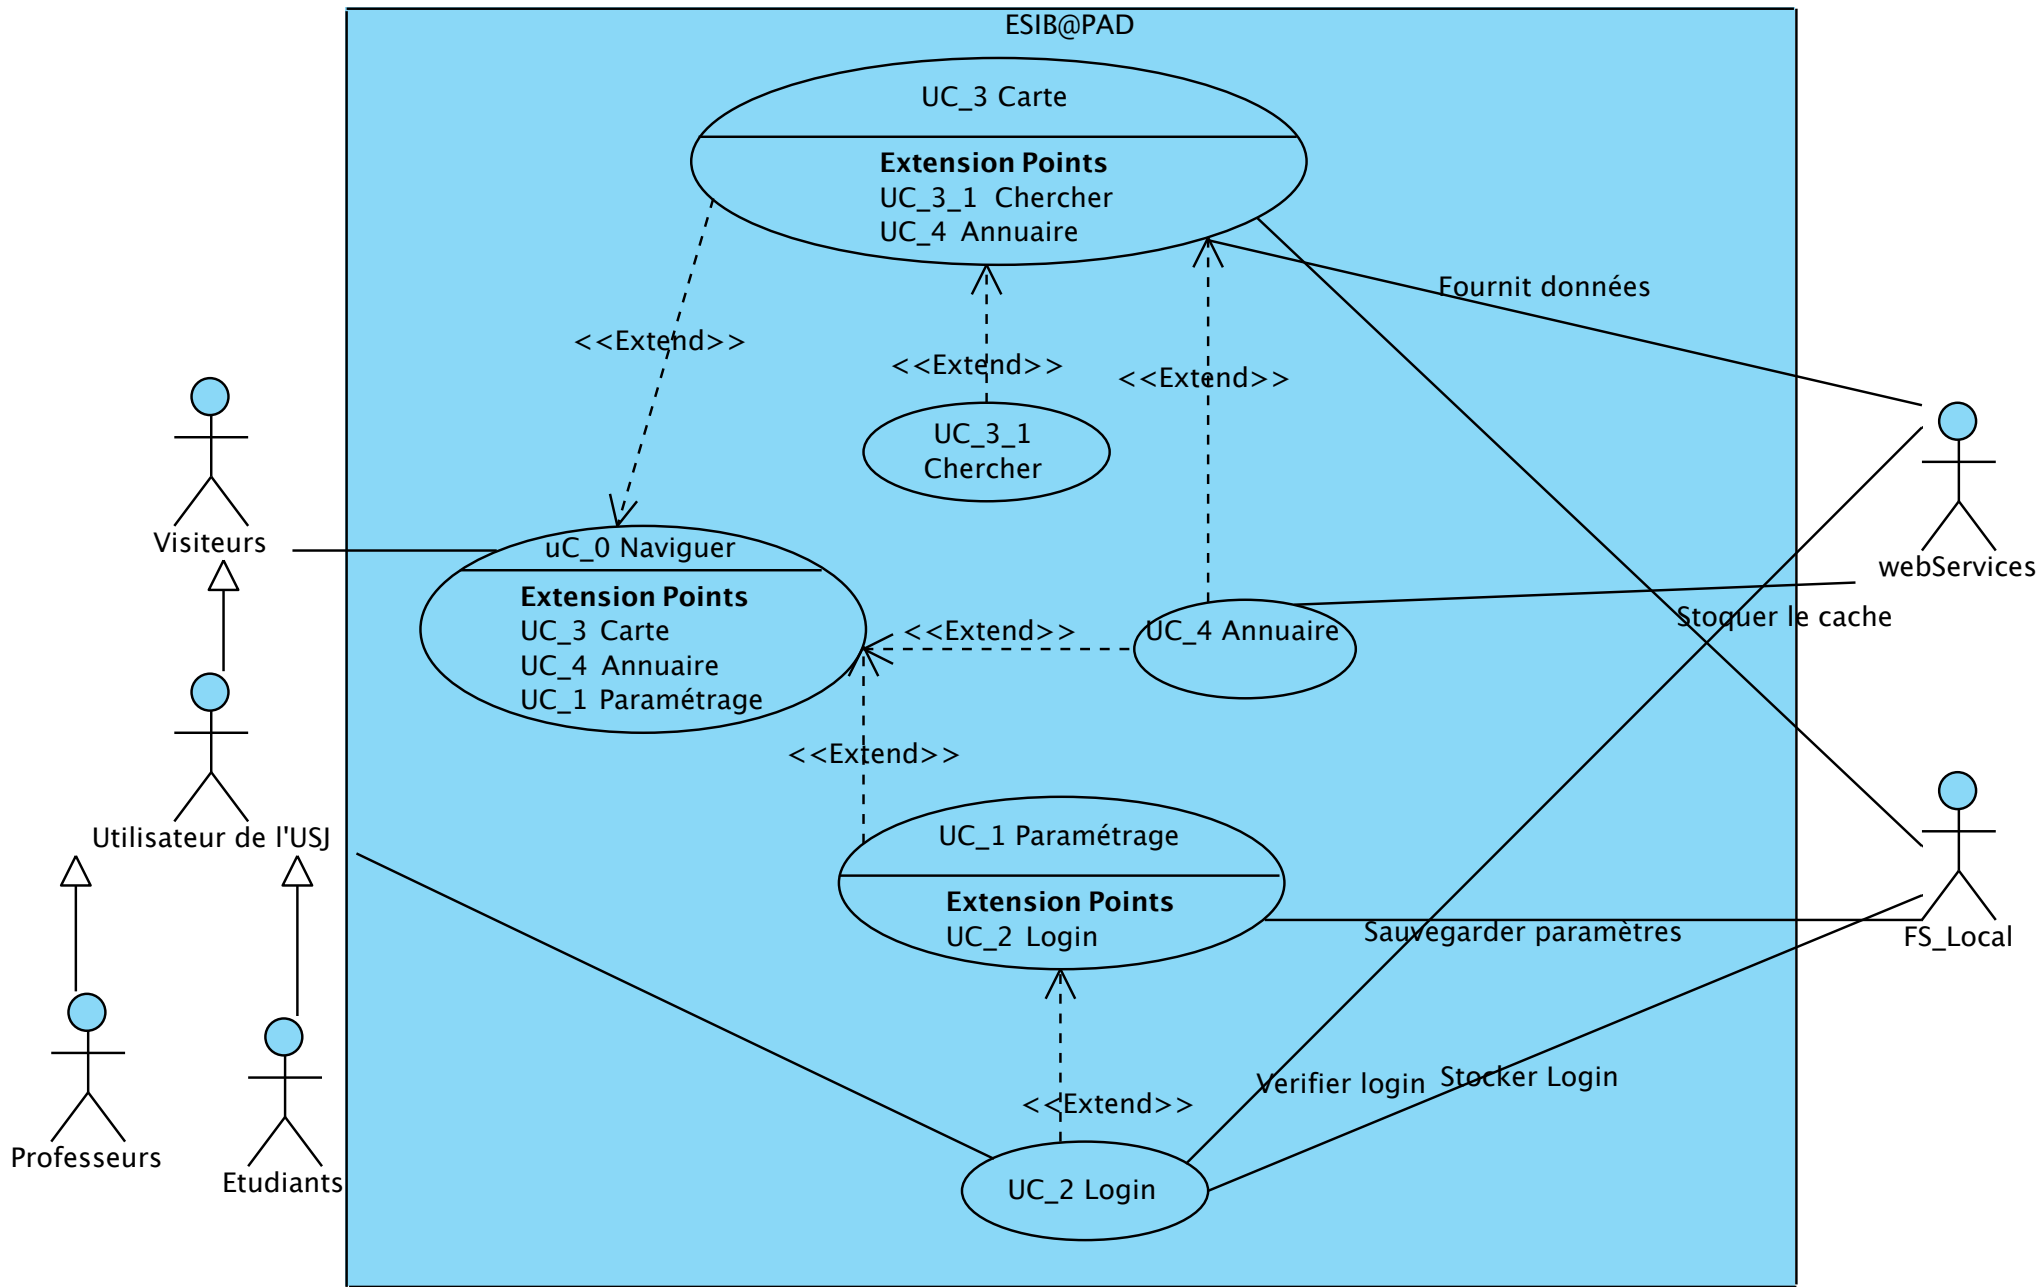 ESIB@PAD
UC_3 Carte
Extension Points
UC_3_1 Chercher
UC_4 Annuaire
Fournit données
<<Extend>>
<<Extend>>
<<Extend>>
UC_3_1
Chercher
Visiteurs
uC_0 Naviguer
Extension Points
UC_3 Carte
UC_4 Annuaire
UC_1 Paramétrage
webServices
Stoquer le cache
<<Extend>>
UC_4 Annuaire
<<Extend>>
Utilisateur de l'USJ
UC_1 Paramétrage
Extension Points
UC_2 Login
Sauvegarder paramètres
FS_Local
Verifier login
Stocker Login
<<Extend>>
Professeurs
Etudiants
UC_2 Login